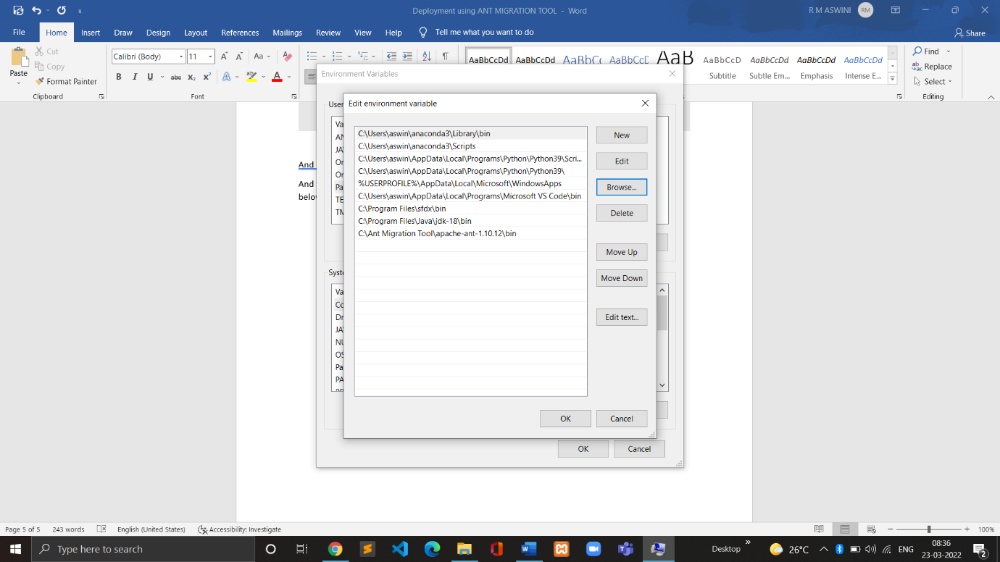 Deployment using ANT MIGRATION TOOL - Word
R M ASWINI RM
File Home Insert Draw Design Layout References Mailings Review View Help Tell me what you want to do Share
Paste
Cut
Copy
Format Painter
Clipboard
Calibri (Body) 11
Font
AaBbCcDd AaBbCcDd AaBbC AaBbCcD AaBbCcDd AaBbCcDd AaBbCcDd
Subtitle Subtle Em... Emphasis Intense E...
Find
Replace
Select
Editing
Environment Variables
User
Edit environment variable
C:\Users\aswin\anaconda3\Library\bin
C:\Users\aswin\anaconda3\Scripts
C:\Users\aswin\AppData\Local\Programs\Python\Python39\Scri...
C:\Users\aswin\AppData\Local\Programs\Python\Python39\
%USERPROFILE%\AppData\Local\Microsoft\WindowsApps
C:\Users\aswin\AppData\Local\Programs\Microsoft VS Code\bin
C:\Program Files\sfdx\bin
C:\Program Files\Java\jdk-18\bin
C:\Ant Migration Tool\apache-ant-1.10.12\bin
New
Edit
Browse...
Delete
Move Up
Move Down
Edit text...
OK Cancel
OK Cancel
Va
AN
JA
Or
Or
Pa
TE
TM
Syste
Va
Co
Dr
JA
NU
OS
Pa
PA
And
And
belov
Page 5 of 5 243 words English (United States) Accessibility: Investigate 100%
Type here to search
Desktop 26°C ENG 08:36
23-03-2022 2